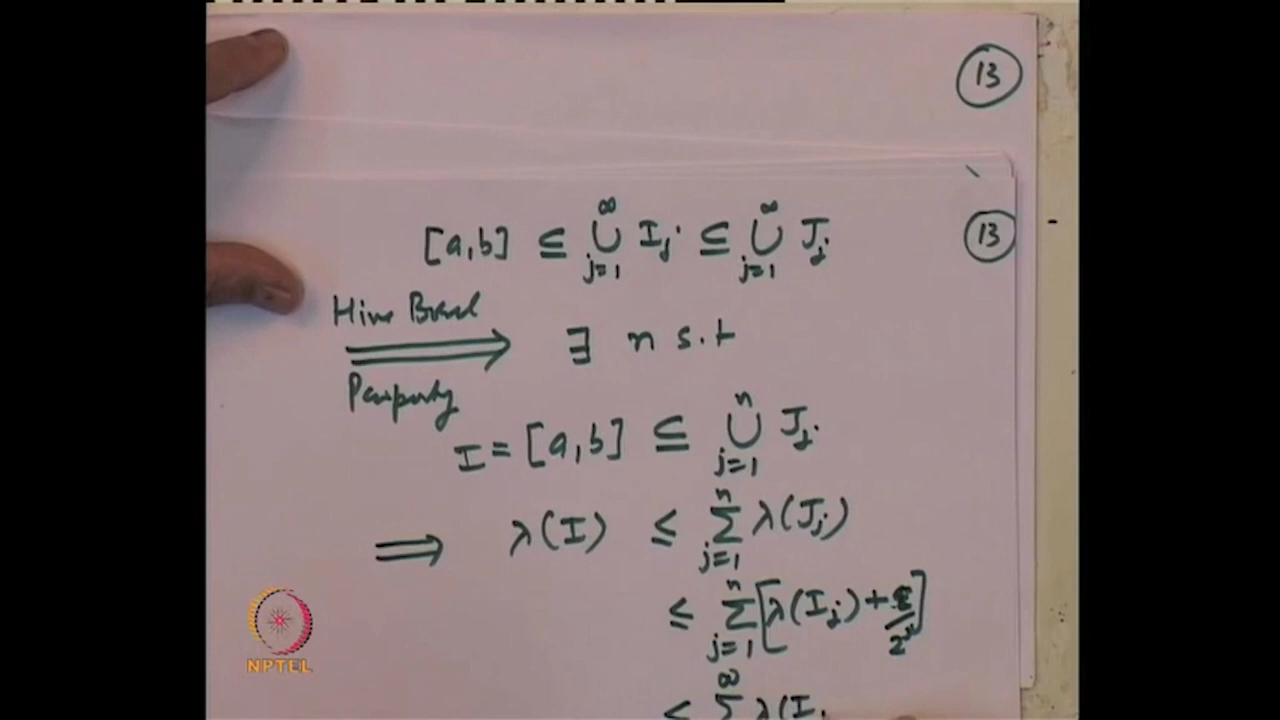 13
[a,b] ⊆ ∞ ⋃ j=1 I_j ⊆ ∞ ⋃ j=1 J_j
13
Hine Borel
⟹ ∃ n s.t
Property
I = [a,b] ⊆ n ⋃ j=1 J_j
⟹ λ(I) ≤ n Σ j=1 λ(J_j)
≤ n Σ j=1 [λ(I_j) + ε/2^j]
≤ ∞ Σ λ(I
NPTEL